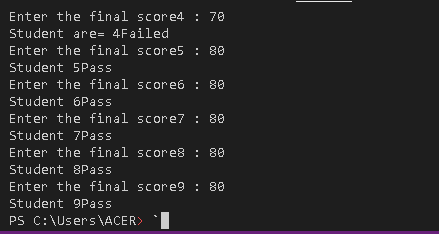 Enter the final score4 : 70
Student are= 4Failed
Enter the final score5 : 80
Student 5Pass
Enter the final score6 : 80
Student 6Pass
Enter the final score7 : 80
Student 7Pass
Enter the final score8 : 80
Student 8Pass
Enter the final score9 : 80
Student 9Pass
PS C:\Users\ACER> `